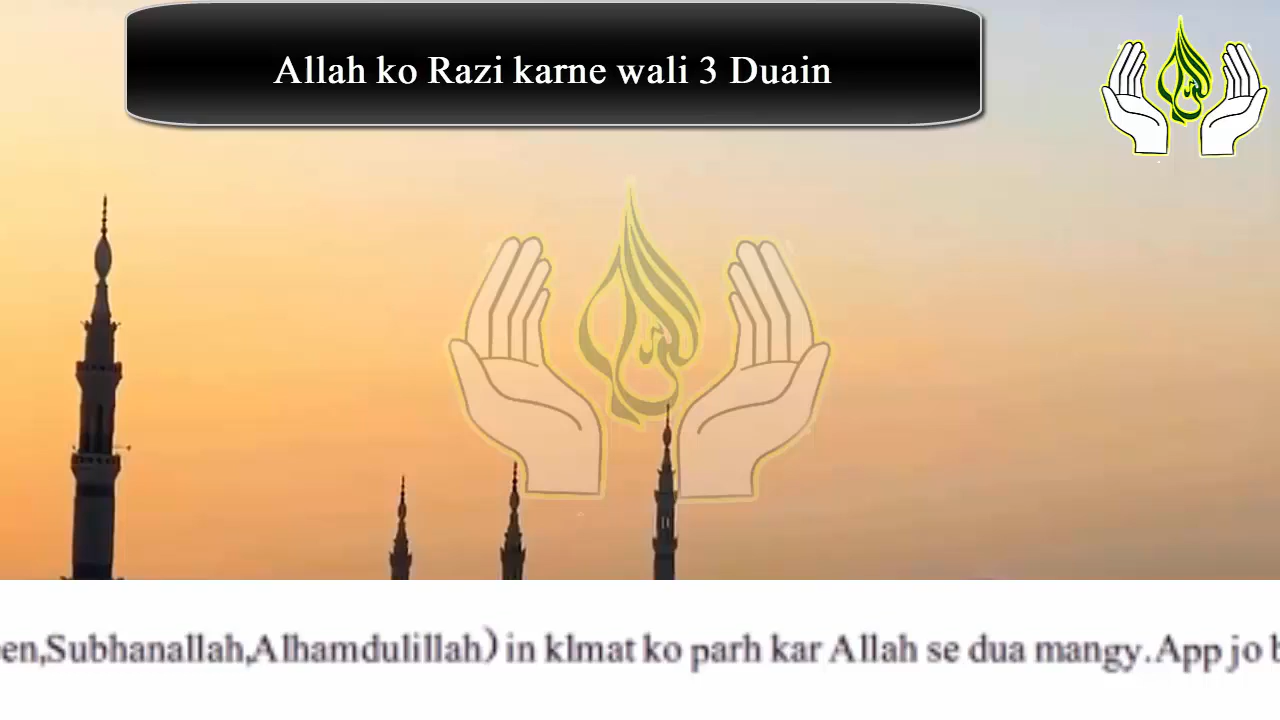 Allah ko Razi karne wali 3 Duain
en,Subhanallah,Alhamdulillah) in klmat ko parh kar Allah se dua mangy.App jo b